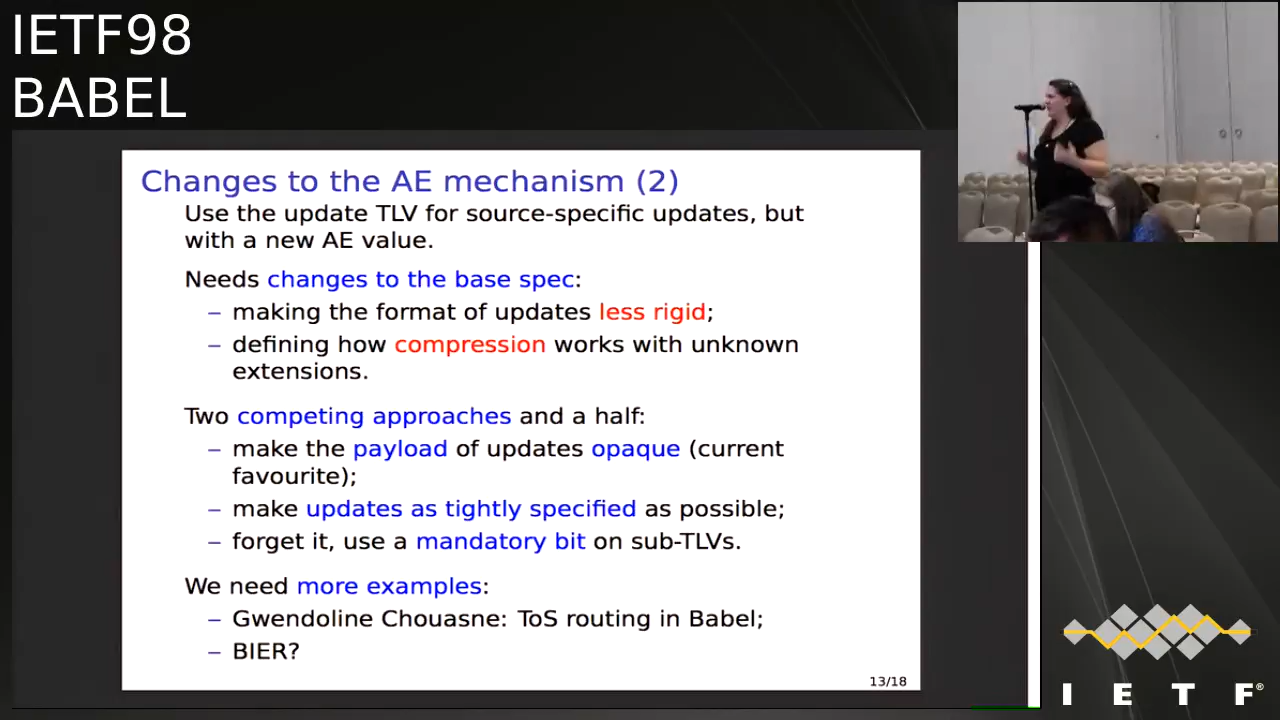 IETF98
BABEL
Changes to the AE mechanism (2)
Use the update TLV for source-specific updates, but
with a new AE value.
Needs changes to the base spec:
– making the format of updates less rigid;
– defining how compression works with unknown
extensions.
Two competing approaches and a half:
– make the payload of updates opaque (current
favourite);
– make updates as tightly specified as possible;
– forget it, use a mandatory bit on sub-TLVs.
We need more examples:
– Gwendoline Chouasne: ToS routing in Babel;
– BIER?
13/18
I E T F®